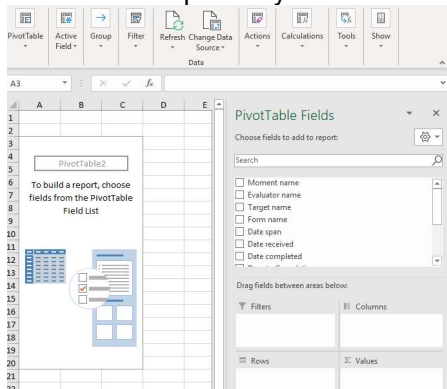 PivotTable Active Field Group Filter Refresh Change Data Source Actions Calculations Tools Show
Data
A3 fx
A B C D E
1
2
3
4
5
6
7
8
9
10
11
12
13
14
15
16
17
18
19
20
21
PivotTable2
To build a report, choose
fields from the PivotTable
Field List
PivotTable Fields
Choose fields to add to report:
Search
Moment name
Evaluator name
Target name
Form name
Date span
Date received
Date completed
Drag fields between areas below:
Filters Columns
Rows Σ Values